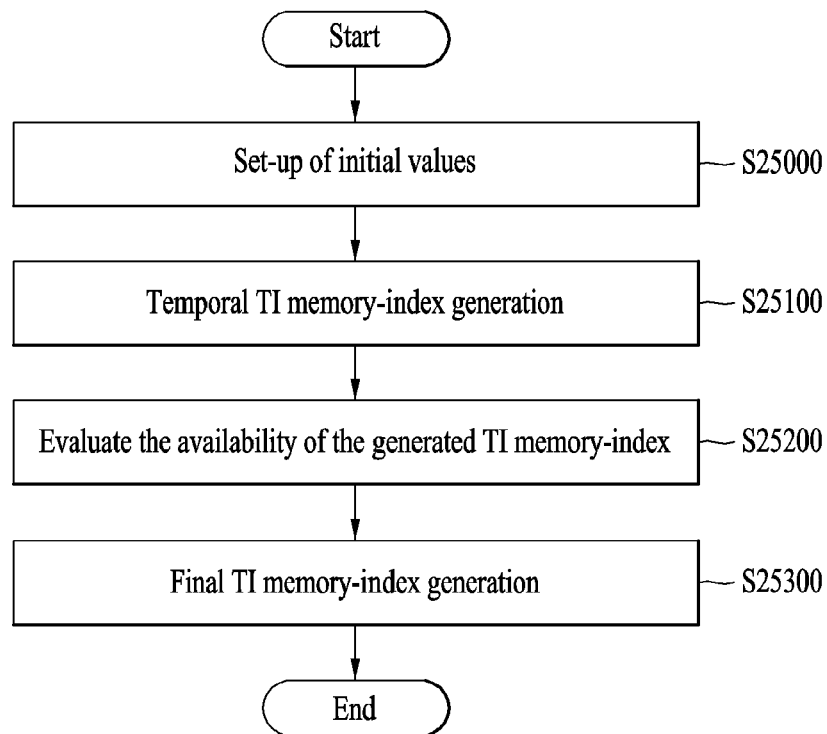 Start
Set-up of initial values
S25000
Temporal TI memory-index generation
S25100
Evaluate the availability of the generated TI memory-index
S25200
Final TI memory-index generation
S25300
End